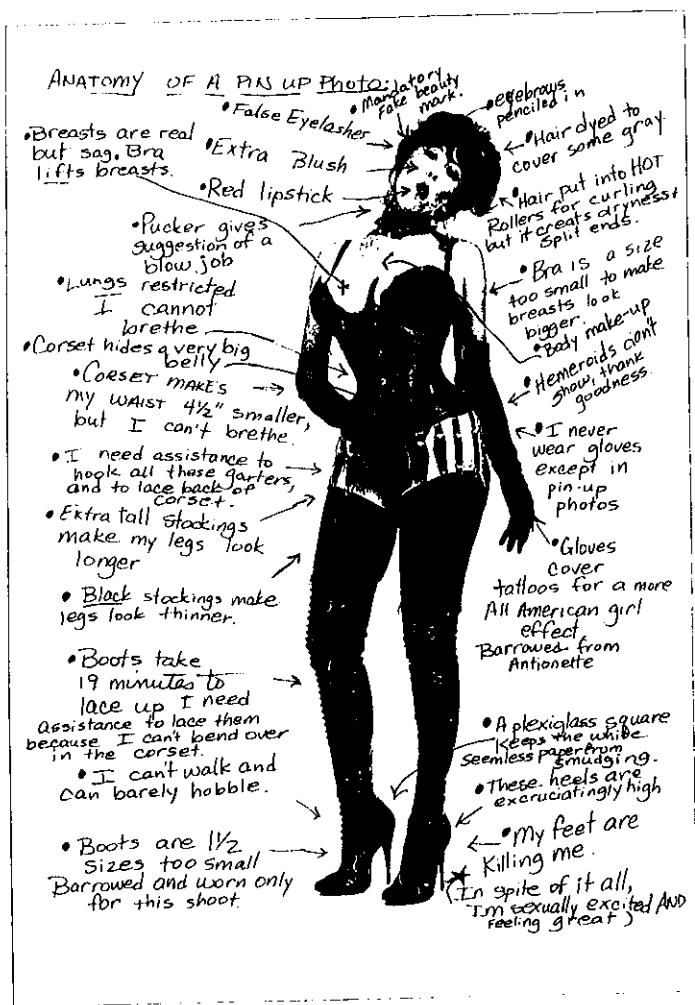 ANATOMY OF A PIN UP Photo:
•Mandatory
Fake beauty
mark.
•eyebrows
penciled in
•False Eyelashes
•Hair dyed to
cover some gray.
•Breasts are real
but sag. Bra
lifts breasts.
•Extra Blush
•Red lipstick
•Hair put into HOT
Rollers for curling
but it creats dryness &
Split ends.
•Pucker gives
suggestion of a
blow job
•Lungs restricted
I cannot
brethe
•Bra is a size
too small to make
breasts look
bigger.
•Body make-up
•Corset hides a very big
belly
•Hemeroids don't
show, thank
goodness.
•CORSET MAKES
my WAIST 4½" smaller,
but I can't brethe.
•I never
wear gloves
except in
pin-up
photos
•I need assistance to
hook all these garters,
and to lace back of
corset.
•Extra tall stockings
make my legs look
longer
•Gloves
cover
tattoos for a more
All American girl
effect
Barrowed from
Antionette
•Black stockings make
legs look thinner.
•Boots take
19 minutes to
lace up I need
assistance to lace them
because I can't bend over
in the corset.
•A plexiglass square
keeps the white
seemless paper from
smudging.
•I can't walk and
can barely hobble.
•These heels are
excruciatingly high
•Boots are 1½
sizes too small
Barrowed and worn only
for this shoot.
•My feet are
Killing me.
(In spite of it all,
I'm sexually excited AND
feeling great)